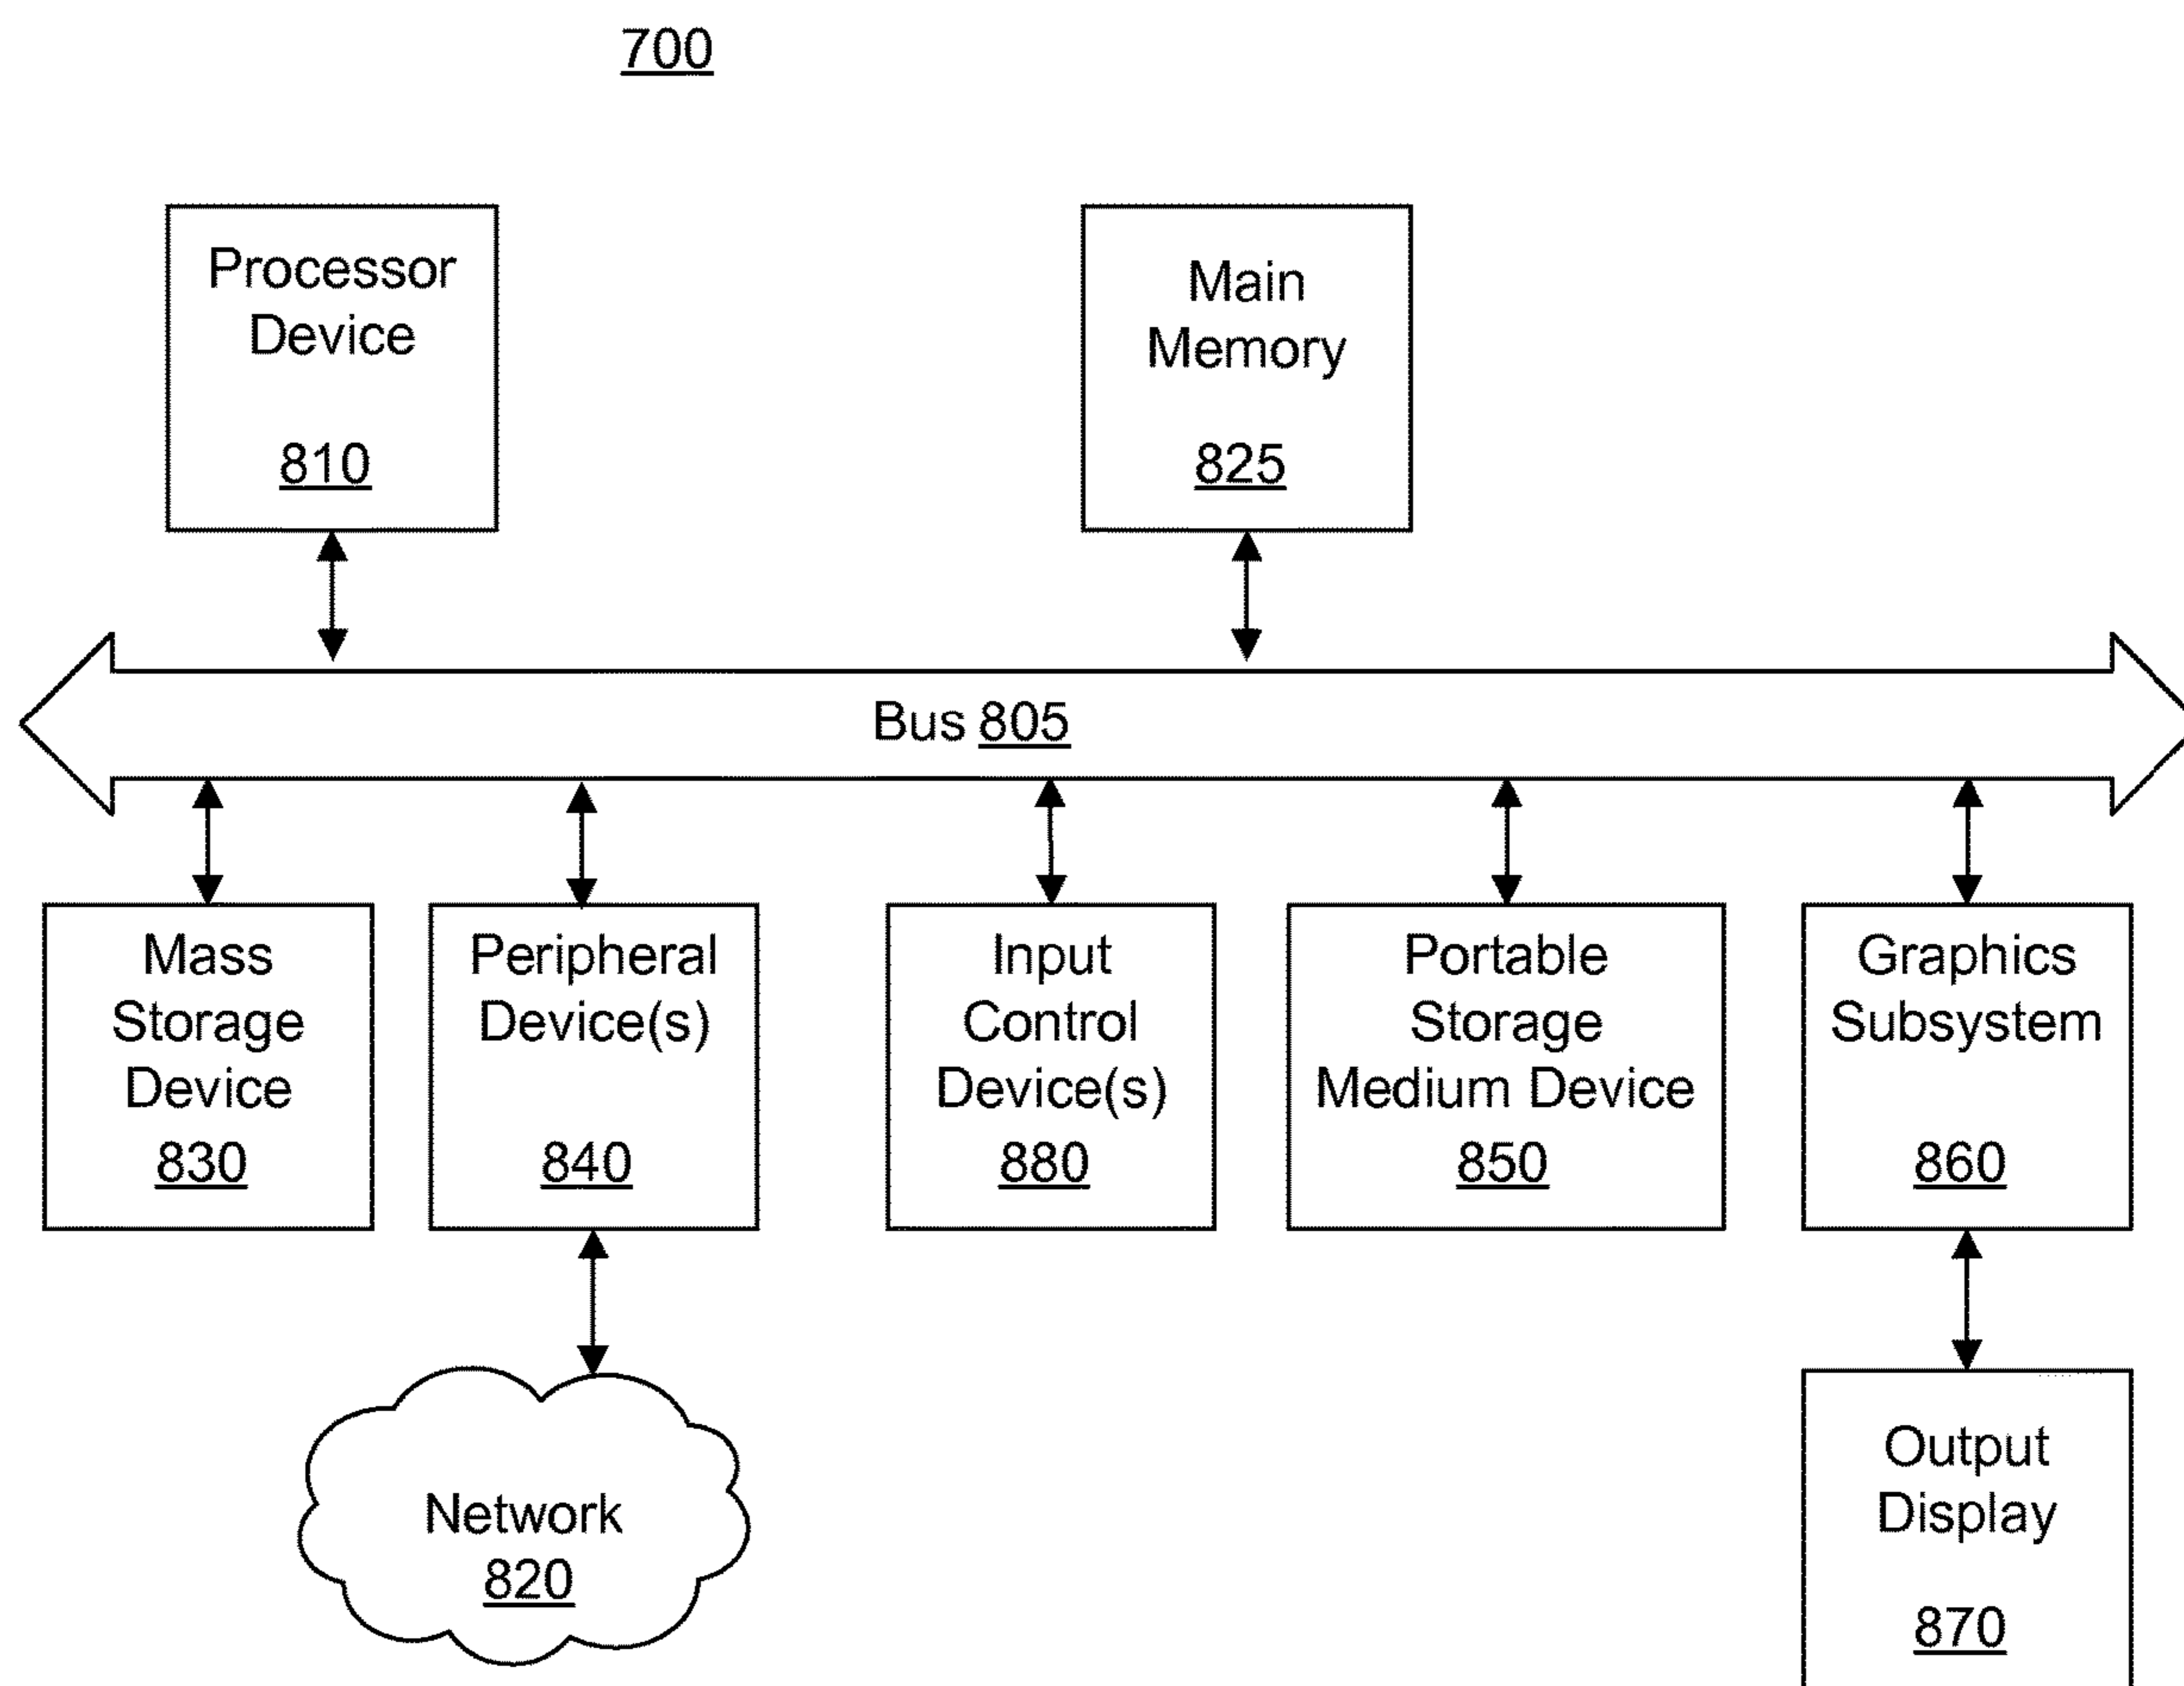 700
Processor
Device
810
Main
Memory
825
Bus 805
Mass
Storage
Device
830
Peripheral
Device(s)
840
Input
Control
Device(s)
880
Portable
Storage
Medium Device
850
Graphics
Subsystem
860
Network
820
Output
Display
870